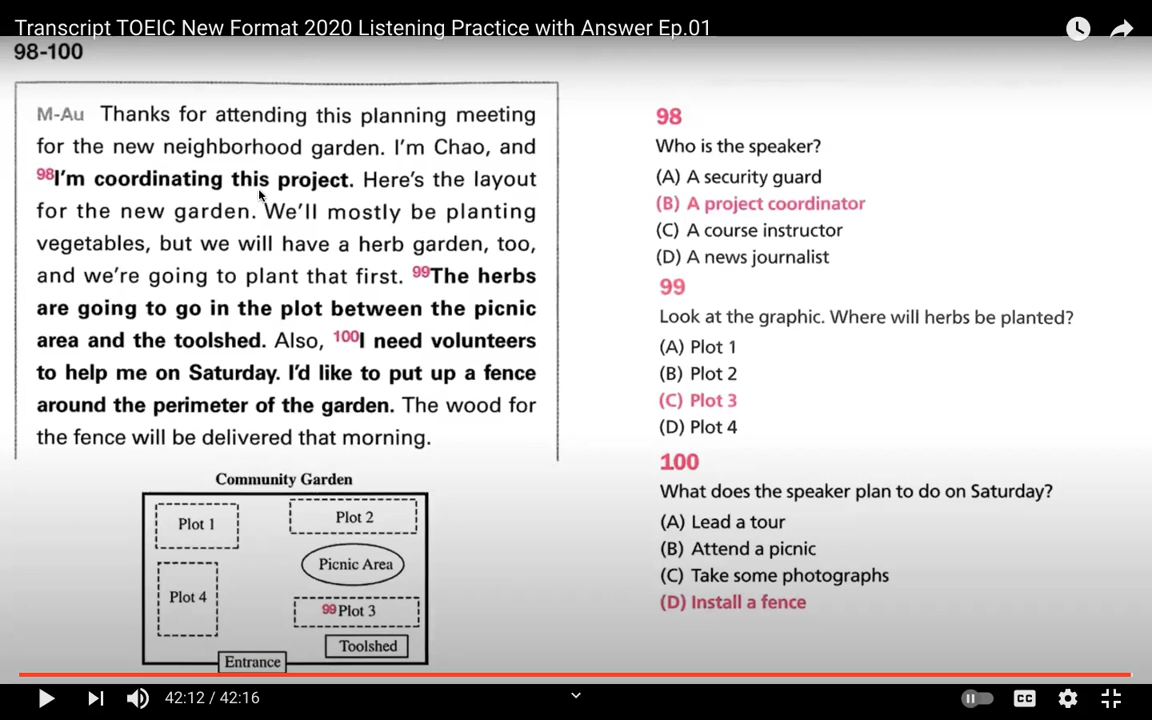 Transcript TOEIC New Format 2020 Listening Practice with Answer Ep.01
98-100
M-Au Thanks for attending this planning meeting
for the new neighborhood garden. I'm Chao, and
98I'm coordinating this project. Here's the layout
for the new garden. We'll mostly be planting
vegetables, but we will have a herb garden, too,
and we're going to plant that first. 99The herbs
are going to go in the plot between the picnic
area and the toolshed. Also, 100I need volunteers
to help me on Saturday. I'd like to put up a fence
around the perimeter of the garden. The wood for
the fence will be delivered that morning.
Community Garden
Plot 1
Plot 2
Picnic Area
Plot 4
99 Plot 3
Toolshed
Entrance
98
Who is the speaker?
(A) A security guard
(B) A project coordinator
(C) A course instructor
(D) A news journalist
99
Look at the graphic. Where will herbs be planted?
(A) Plot 1
(B) Plot 2
(C) Plot 3
(D) Plot 4
100
What does the speaker plan to do on Saturday?
(A) Lead a tour
(B) Attend a picnic
(C) Take some photographs
(D) Install a fence
42:12 / 42:16
CC